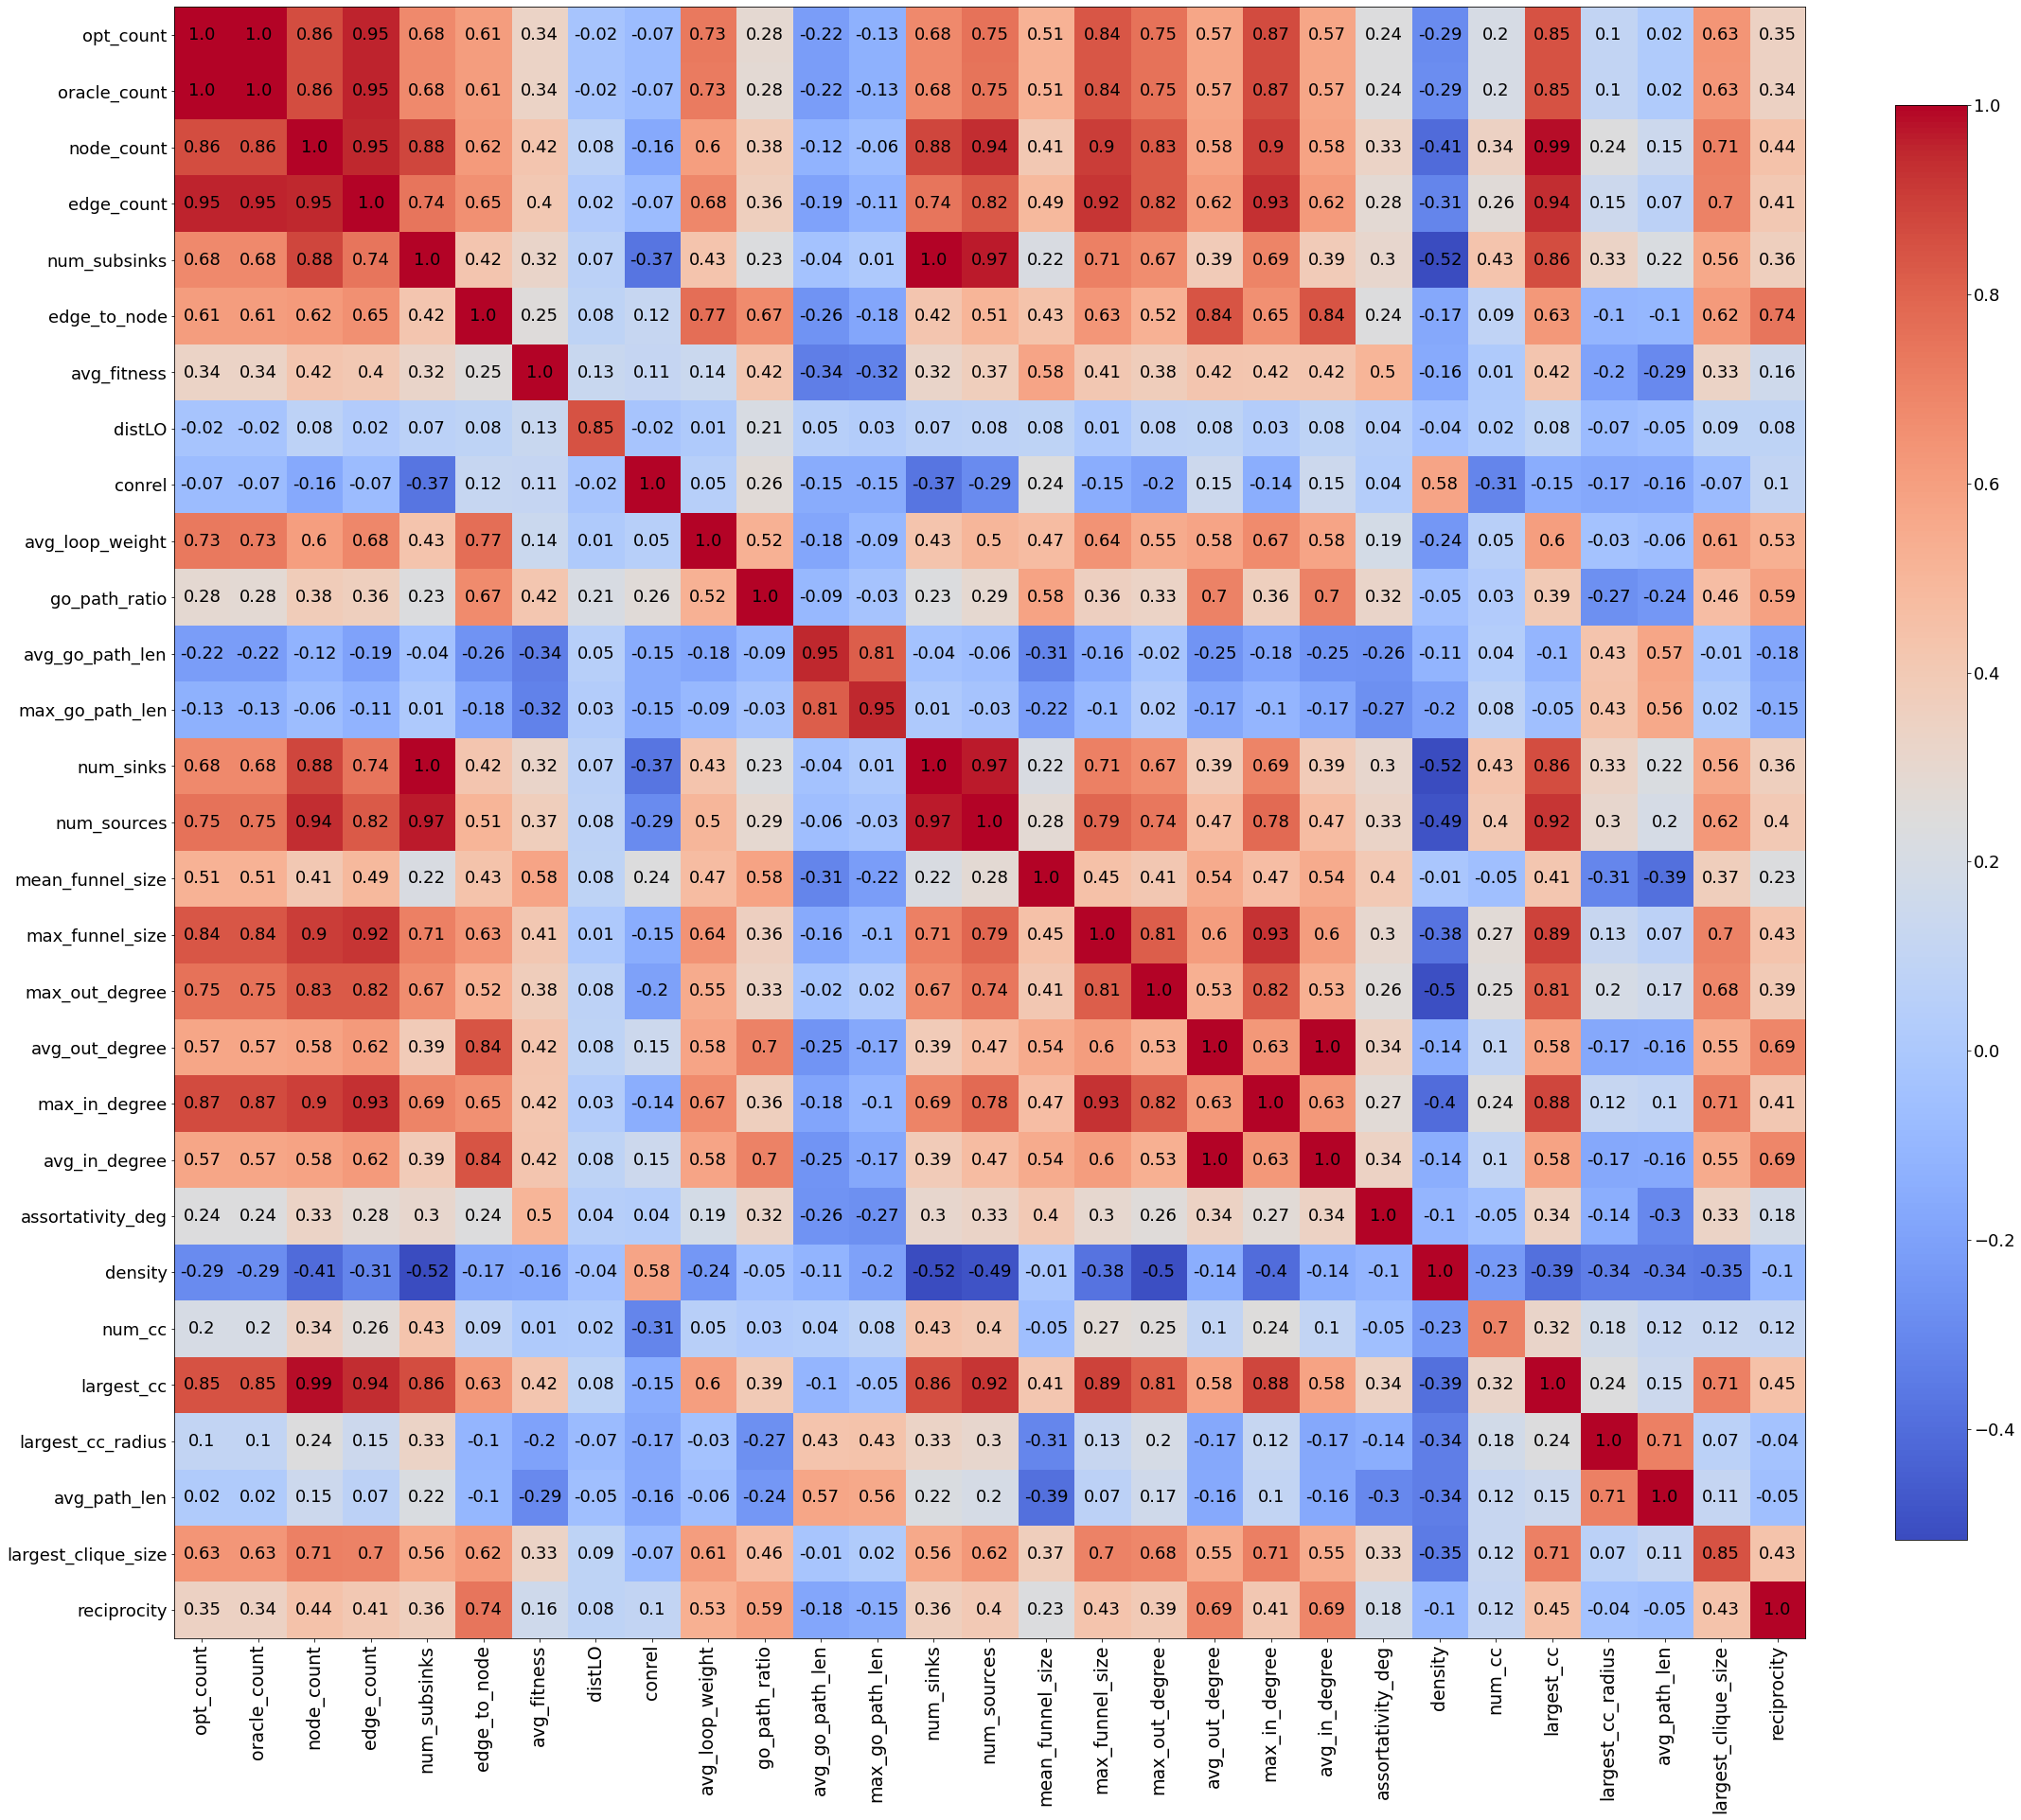 opt_count 1.0 1.0 0.86 0.95 0.68 0.61 0.34 -0.02 -0.07 0.73 0.28 -0.22 -0.13 0.68 0.75 0.51 0.84 0.75 0.57 0.87 0.57 0.24 -0.29 0.2 0.85 0.1 0.02 0.63 0.35
oracle_count 1.0 1.0 0.86 0.95 0.68 0.61 0.34 -0.02 -0.07 0.73 0.28 -0.22 -0.13 0.68 0.75 0.51 0.84 0.75 0.57 0.87 0.57 0.24 -0.29 0.2 0.85 0.1 0.02 0.63 0.34
node_count 0.86 0.86 1.0 0.95 0.88 0.62 0.42 0.08 -0.16 0.6 0.38 -0.12 -0.06 0.88 0.94 0.41 0.9 0.83 0.58 0.9 0.58 0.33 -0.41 0.34 0.99 0.24 0.15 0.71 0.44
edge_count 0.95 0.95 0.95 1.0 0.74 0.65 0.4 0.02 -0.07 0.68 0.36 -0.19 -0.11 0.74 0.82 0.49 0.92 0.82 0.62 0.93 0.62 0.28 -0.31 0.26 0.94 0.15 0.07 0.7 0.41
num_subsinks 0.68 0.68 0.88 0.74 1.0 0.42 0.32 0.07 -0.37 0.43 0.23 -0.04 0.01 1.0 0.97 0.22 0.71 0.67 0.39 0.69 0.39 0.3 -0.52 0.43 0.86 0.33 0.22 0.56 0.36
edge_to_node 0.61 0.61 0.62 0.65 0.42 1.0 0.25 0.08 0.12 0.77 0.67 -0.26 -0.18 0.42 0.51 0.43 0.63 0.52 0.84 0.65 0.84 0.24 -0.17 0.09 0.63 -0.1 -0.1 0.62 0.74
avg_fitness 0.34 0.34 0.42 0.4 0.32 0.25 1.0 0.13 0.11 0.14 0.42 -0.34 -0.32 0.32 0.37 0.58 0.41 0.38 0.42 0.42 0.42 0.5 -0.16 0.01 0.42 -0.2 -0.29 0.33 0.16
distLO -0.02 -0.02 0.08 0.02 0.07 0.08 0.13 0.85 -0.02 0.01 0.21 0.05 0.03 0.07 0.08 0.08 0.01 0.08 0.08 0.03 0.08 0.04 -0.04 0.02 0.08 -0.07 -0.05 0.09 0.08
conrel -0.07 -0.07 -0.16 -0.07 -0.37 0.12 0.11 -0.02 1.0 0.05 0.26 -0.15 -0.15 -0.37 -0.29 0.24 -0.15 -0.2 0.15 -0.14 0.15 0.04 0.58 -0.31 -0.15 -0.17 -0.16 -0.07 0.1
avg_loop_weight 0.73 0.73 0.6 0.68 0.43 0.77 0.14 0.01 0.05 1.0 0.52 -0.18 -0.09 0.43 0.5 0.47 0.64 0.55 0.58 0.67 0.58 0.19 -0.24 0.05 0.6 -0.03 -0.06 0.61 0.53
go_path_ratio 0.28 0.28 0.38 0.36 0.23 0.67 0.42 0.21 0.26 0.52 1.0 -0.09 -0.03 0.23 0.29 0.58 0.36 0.33 0.7 0.36 0.7 0.32 -0.05 0.03 0.39 -0.27 -0.24 0.46 0.59
avg_go_path_len -0.22 -0.22 -0.12 -0.19 -0.04 -0.26 -0.34 0.05 -0.15 -0.18 -0.09 0.95 0.81 -0.04 -0.06 -0.31 -0.16 -0.02 -0.25 -0.18 -0.25 -0.26 -0.11 0.04 -0.1 0.43 0.57 -0.01 -0.18
max_go_path_len -0.13 -0.13 -0.06 -0.11 0.01 -0.18 -0.32 0.03 -0.15 -0.09 -0.03 0.81 0.95 0.01 -0.03 -0.22 -0.1 0.02 -0.17 -0.1 -0.17 -0.27 -0.2 0.08 -0.05 0.43 0.56 0.02 -0.15
num_sinks 0.68 0.68 0.88 0.74 1.0 0.42 0.32 0.07 -0.37 0.43 0.23 -0.04 0.01 1.0 0.97 0.22 0.71 0.67 0.39 0.69 0.39 0.3 -0.52 0.43 0.86 0.33 0.22 0.56 0.36
num_sources 0.75 0.75 0.94 0.82 0.97 0.51 0.37 0.08 -0.29 0.5 0.29 -0.06 -0.03 0.97 1.0 0.28 0.79 0.74 0.47 0.78 0.47 0.33 -0.49 0.4 0.92 0.3 0.2 0.62 0.4
mean_funnel_size 0.51 0.51 0.41 0.49 0.22 0.43 0.58 0.08 0.24 0.47 0.58 -0.31 -0.22 0.22 0.28 1.0 0.45 0.41 0.54 0.47 0.54 0.4 -0.01 -0.05 0.41 -0.31 -0.39 0.37 0.23
max_funnel_size 0.84 0.84 0.9 0.92 0.71 0.63 0.41 0.01 -0.15 0.64 0.36 -0.16 -0.1 0.71 0.79 0.45 1.0 0.81 0.6 0.93 0.6 0.3 -0.38 0.27 0.89 0.13 0.07 0.7 0.43
max_out_degree 0.75 0.75 0.83 0.82 0.67 0.52 0.38 0.08 -0.2 0.55 0.33 -0.02 0.02 0.67 0.74 0.41 0.81 1.0 0.53 0.82 0.53 0.26 -0.5 0.25 0.81 0.2 0.17 0.68 0.39
avg_out_degree 0.57 0.57 0.58 0.62 0.39 0.84 0.42 0.08 0.15 0.58 0.7 -0.25 -0.17 0.39 0.47 0.54 0.6 0.53 1.0 0.63 1.0 0.34 -0.14 0.1 0.58 -0.17 -0.16 0.55 0.69
max_in_degree 0.87 0.87 0.9 0.93 0.69 0.65 0.42 0.03 -0.14 0.67 0.36 -0.18 -0.1 0.69 0.78 0.47 0.93 0.82 0.63 1.0 0.63 0.27 -0.4 0.24 0.88 0.12 0.1 0.71 0.41
avg_in_degree 0.57 0.57 0.58 0.62 0.39 0.84 0.42 0.08 0.15 0.58 0.7 -0.25 -0.17 0.39 0.47 0.54 0.6 0.53 1.0 0.63 1.0 0.34 -0.14 0.1 0.58 -0.17 -0.16 0.55 0.69
assortativity_deg 0.24 0.24 0.33 0.28 0.3 0.24 0.5 0.04 0.04 0.19 0.32 -0.26 -0.27 0.3 0.33 0.4 0.3 0.26 0.34 0.27 0.34 1.0 -0.1 -0.05 0.34 -0.14 -0.3 0.33 0.18
density -0.29 -0.29 -0.41 -0.31 -0.52 -0.17 -0.16 -0.04 0.58 -0.24 -0.05 -0.11 -0.2 -0.52 -0.49 -0.01 -0.38 -0.5 -0.14 -0.4 -0.14 -0.1 1.0 -0.23 -0.39 -0.34 -0.34 -0.35 -0.1
num_cc 0.2 0.2 0.34 0.26 0.43 0.09 0.01 0.02 -0.31 0.05 0.03 0.04 0.08 0.43 0.4 -0.05 0.27 0.25 0.1 0.24 0.1 -0.05 -0.23 0.7 0.32 0.18 0.12 0.12 0.12
largest_cc 0.85 0.85 0.99 0.94 0.86 0.63 0.42 0.08 -0.15 0.6 0.39 -0.1 -0.05 0.86 0.92 0.41 0.89 0.81 0.58 0.88 0.58 0.34 -0.39 0.32 1.0 0.24 0.15 0.71 0.45
largest_cc_radius 0.1 0.1 0.24 0.15 0.33 -0.1 -0.2 -0.07 -0.17 -0.03 -0.27 0.43 0.43 0.33 0.3 -0.31 0.13 0.2 -0.17 0.12 -0.17 -0.14 -0.34 0.18 0.24 1.0 0.71 0.07 -0.04
avg_path_len 0.02 0.02 0.15 0.07 0.22 -0.1 -0.29 -0.05 -0.16 -0.06 -0.24 0.57 0.56 0.22 0.2 -0.39 0.07 0.17 -0.16 0.1 -0.16 -0.3 -0.34 0.12 0.15 0.71 1.0 0.11 -0.05
largest_clique_size 0.63 0.63 0.71 0.7 0.56 0.62 0.33 0.09 -0.07 0.61 0.46 -0.01 0.02 0.56 0.62 0.37 0.7 0.68 0.55 0.71 0.55 0.33 -0.35 0.12 0.71 0.07 0.11 0.85 0.43
reciprocity 0.35 0.34 0.44 0.41 0.36 0.74 0.16 0.08 0.1 0.53 0.59 -0.18 -0.15 0.36 0.4 0.23 0.43 0.39 0.69 0.41 0.69 0.18 -0.1 0.12 0.45 -0.04 -0.05 0.43 1.0
opt_count
oracle_count
node_count
edge_count
num_subsinks
edge_to_node
avg_fitness
distLO
conrel
avg_loop_weight
go_path_ratio
avg_go_path_len
max_go_path_len
num_sinks
num_sources
mean_funnel_size
max_funnel_size
max_out_degree
avg_out_degree
max_in_degree
avg_in_degree
assortativity_deg
density
num_cc
largest_cc
largest_cc_radius
avg_path_len
largest_clique_size
reciprocity
1.0
0.8
0.6
0.4
0.2
0.0
−0.2
−0.4